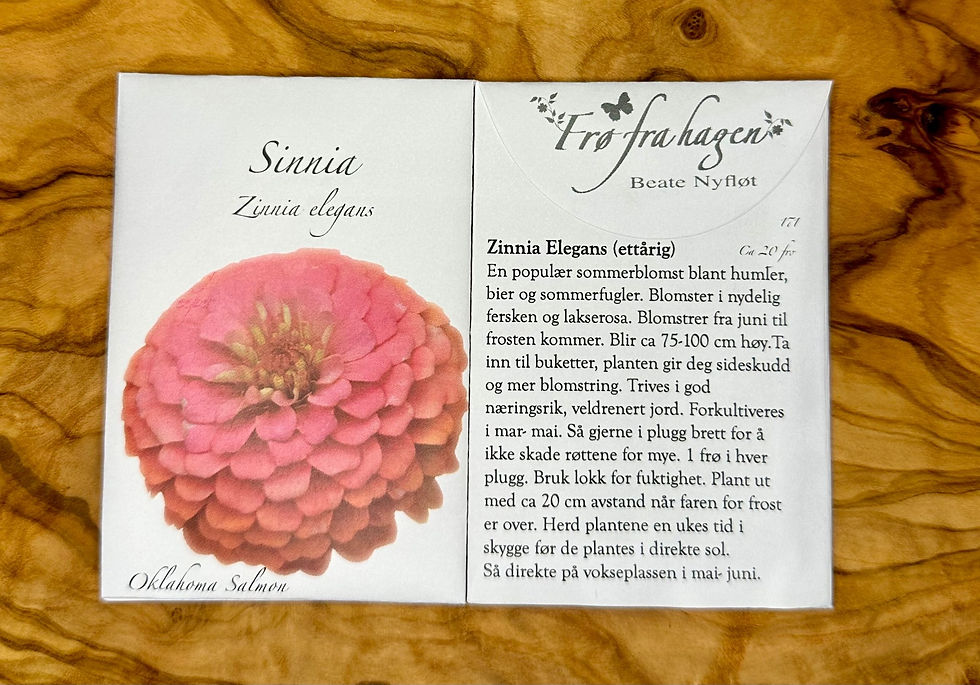 Sinnia
Zinnia elegans
Oklahoma Salmon
Frø fra hagen
Beate Nyfløt
171
Zinnia Elegans (ettårig)
Ca 20 frø
En populær sommerblomst blant humler,
bier og sommerfugler. Blomster i nydelig
fersken og lakserosa. Blomstrer fra juni til
frosten kommer. Blir ca 75-100 cm høy.Ta
inn til buketter, planten gir deg sideskudd
og mer blomstring. Trives i god
næringsrik, veldrenert jord. Forkultiveres
i mar- mai. Så gjerne i plugg brett for å
ikke skade røttene for mye. 1 frø i hver
plugg. Bruk lokk for fuktighet. Plant ut
med ca 20 cm avstand når faren for frost
er over. Herd plantene en ukes tid i
skygge før de plantes i direkte sol.
Så direkte på vokseplassen i mai- juni.